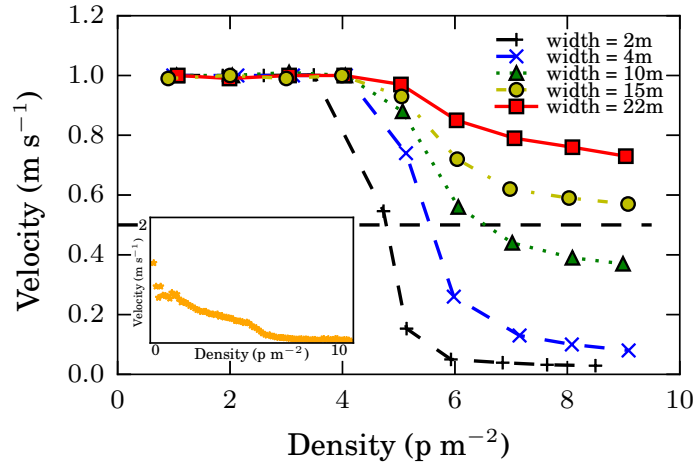 1.2
1.0
0.8
0.6
0.4
0.2
0.0
Velocity (m s⁻¹)
width = 2m
width = 4m
width = 10m
width = 15m
width = 22m
2
Velocity (m s⁻¹)
0
10
Density (p m⁻²)
0
2
4
6
8
10
Density (p m⁻²)